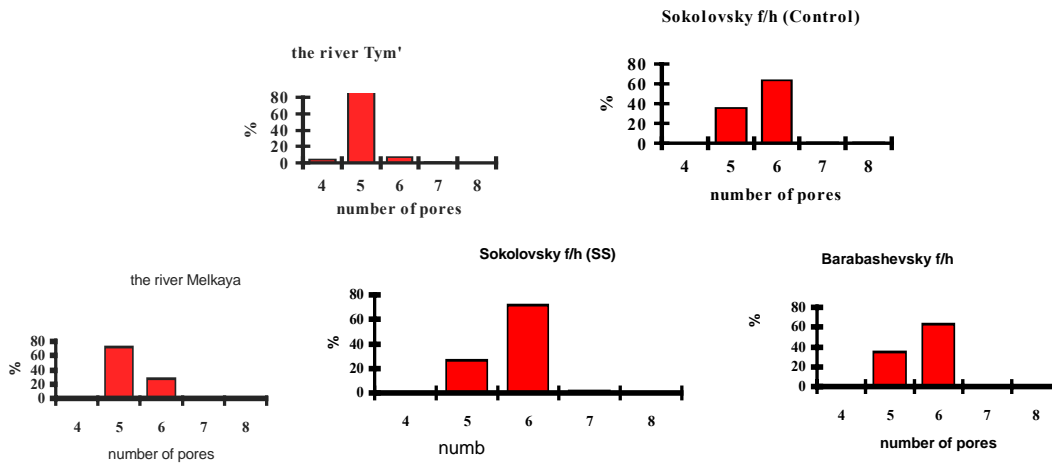 Sokolovsky f/h (Control)
the river Tym'
80
60
40
20
0
%
4 5 6 7 8
number of pores
80
60
40
20
0
%
4 5 6 7 8
number of pores
the river Melkaya
80
60
40
20
0
%
4 5 6 7 8
number of pores
Sokolovsky f/h (SS)
80
60
40
20
0
%
4 5 6 7 8
numb
Barabashevsky f/h
80
60
40
20
0
%
4 5 6 7 8
number of pores